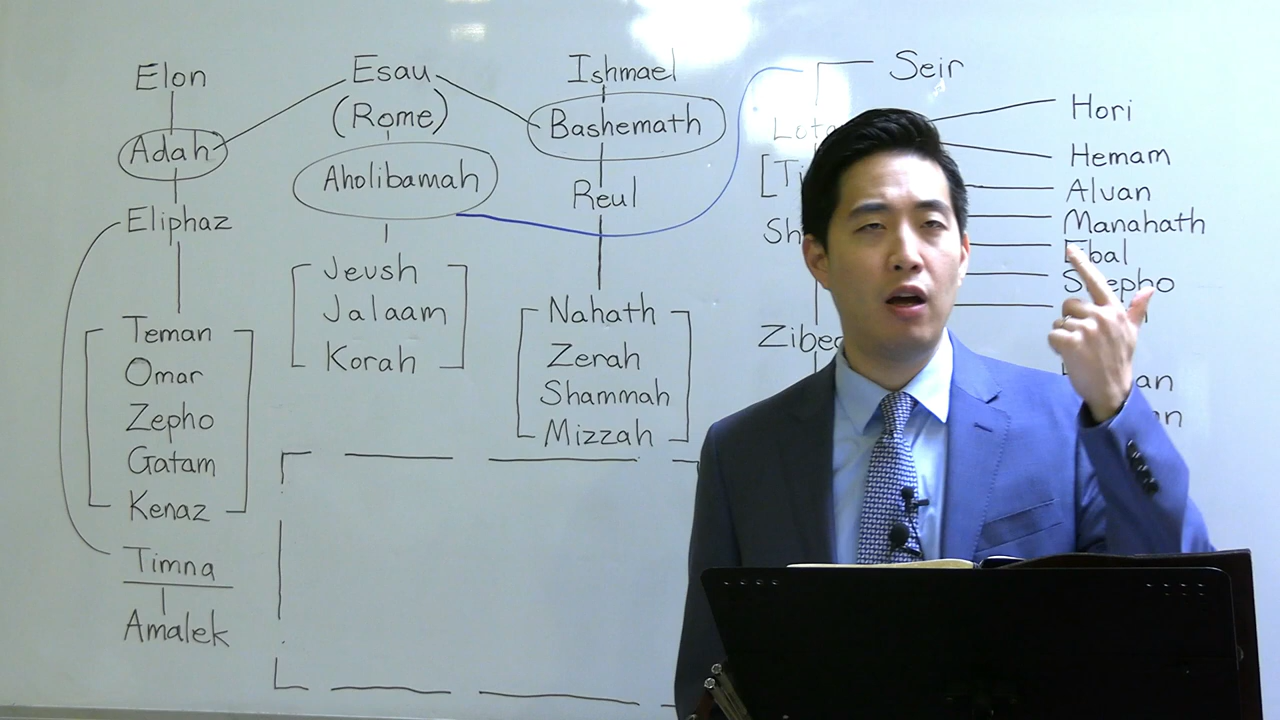 Elon
Esau
(Rome)
Ishmael
Seir
Adah
Aholibamah
Bashemath
Hori
Hemam
Alvan
Manahath
Eliphaz
Reul
Jeush
Jalaam
Korah
Teman
Omar
Zepho
Gatam
Kenaz
Nahath
Zerah
Shammah
Mizzah
Timna
Amalek